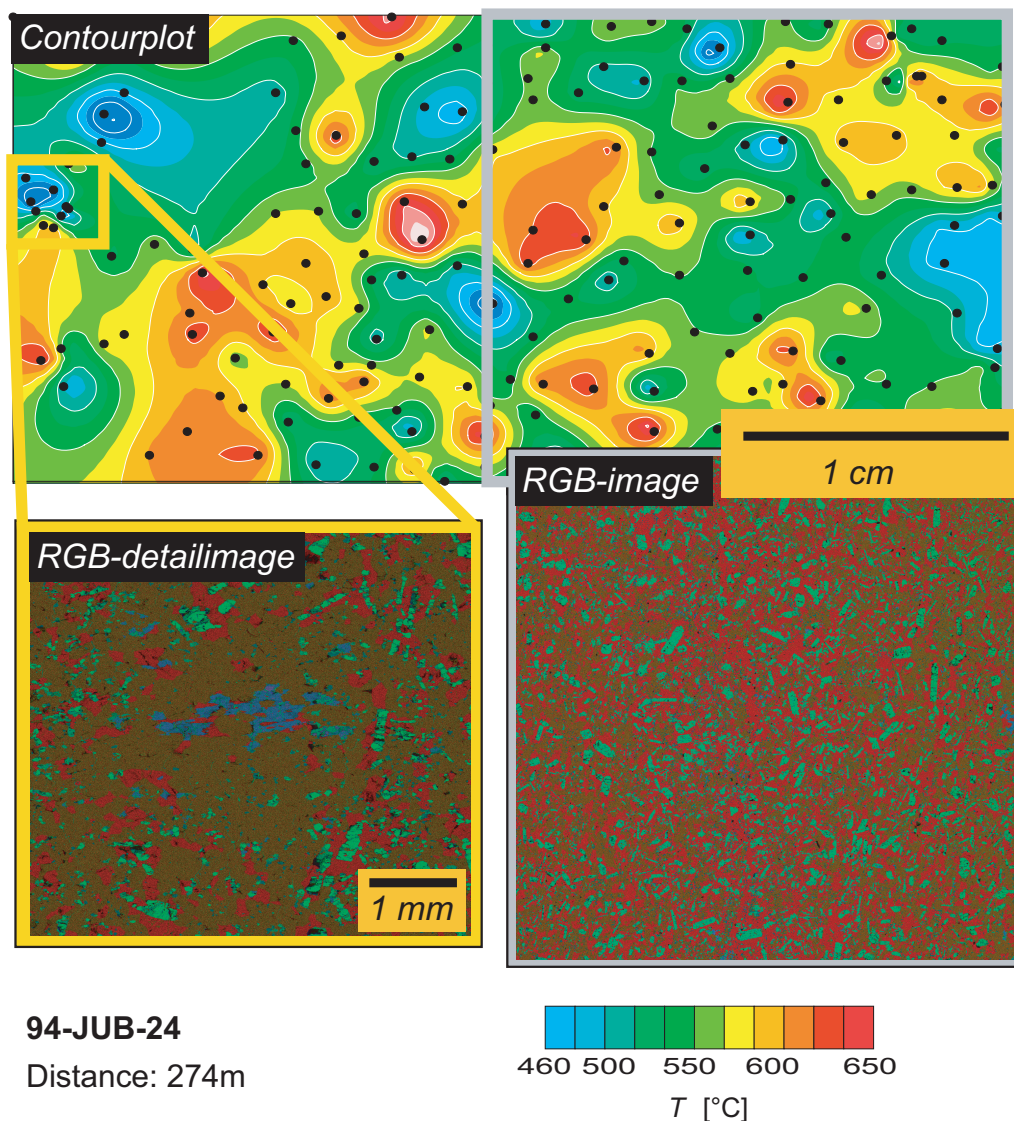 Contourplot
RGB-image
1 cm
RGB-detailimage
1 mm
94-JUB-24
Distance: 274m
460 500 550 600 650
T [°C]